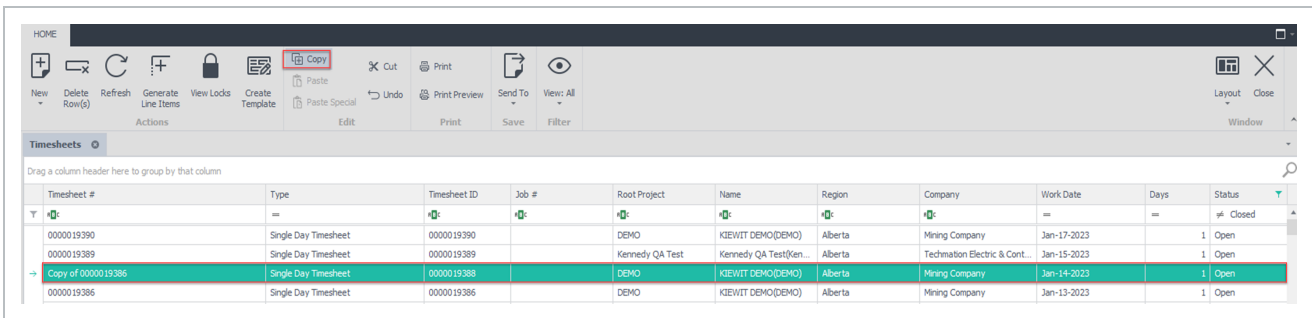 HOME
New
Delete Row(s)
Refresh
Generate Line Items
View Locks
Create Template
Copy
Paste
Paste Special
Cut
Undo
Print
Print Preview
Send To
View: All
Layout
Close
Actions Edit Print Save Filter Window
Timesheets
Drag a column header here to group by that column
Timesheet # Type Timesheet ID Job # Root Project Name Region Company Work Date Days Status
= = = ≠ Closed
0000019390 Single Day Timesheet 0000019390 DEMO KIEWIT DEMO(DEMO) Alberta Mining Company Jan-17-2023 1 Open
0000019389 Single Day Timesheet 0000019389 Kennedy QA Test Kennedy QA Test(Ken... Alberta Techmation Electric & Cont... Jan-15-2023 1 Open
Copy of 0000019386 Single Day Timesheet 0000019388 DEMO KIEWIT DEMO(DEMO) Alberta Mining Company Jan-14-2023 1 Open
0000019386 Single Day Timesheet 0000019386 DEMO KIEWIT DEMO(DEMO) Alberta Mining Company Jan-13-2023 1 Open